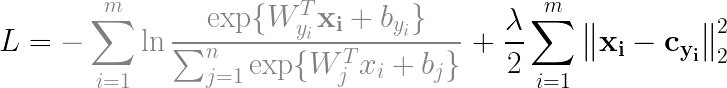 $L = -\sum_{i=1}^{m} \ln \frac{\exp\{W_{y_i}^T \mathbf{x_i} + b_{y_i}\}}{\sum_{j=1}^{n} \exp\{W_j^T x_i + b_j\}} + \frac{\lambda}{2} \sum_{i=1}^{m} \left\| \mathbf{x_i} - \mathbf{c_{y_i}} \right\|_2^2$